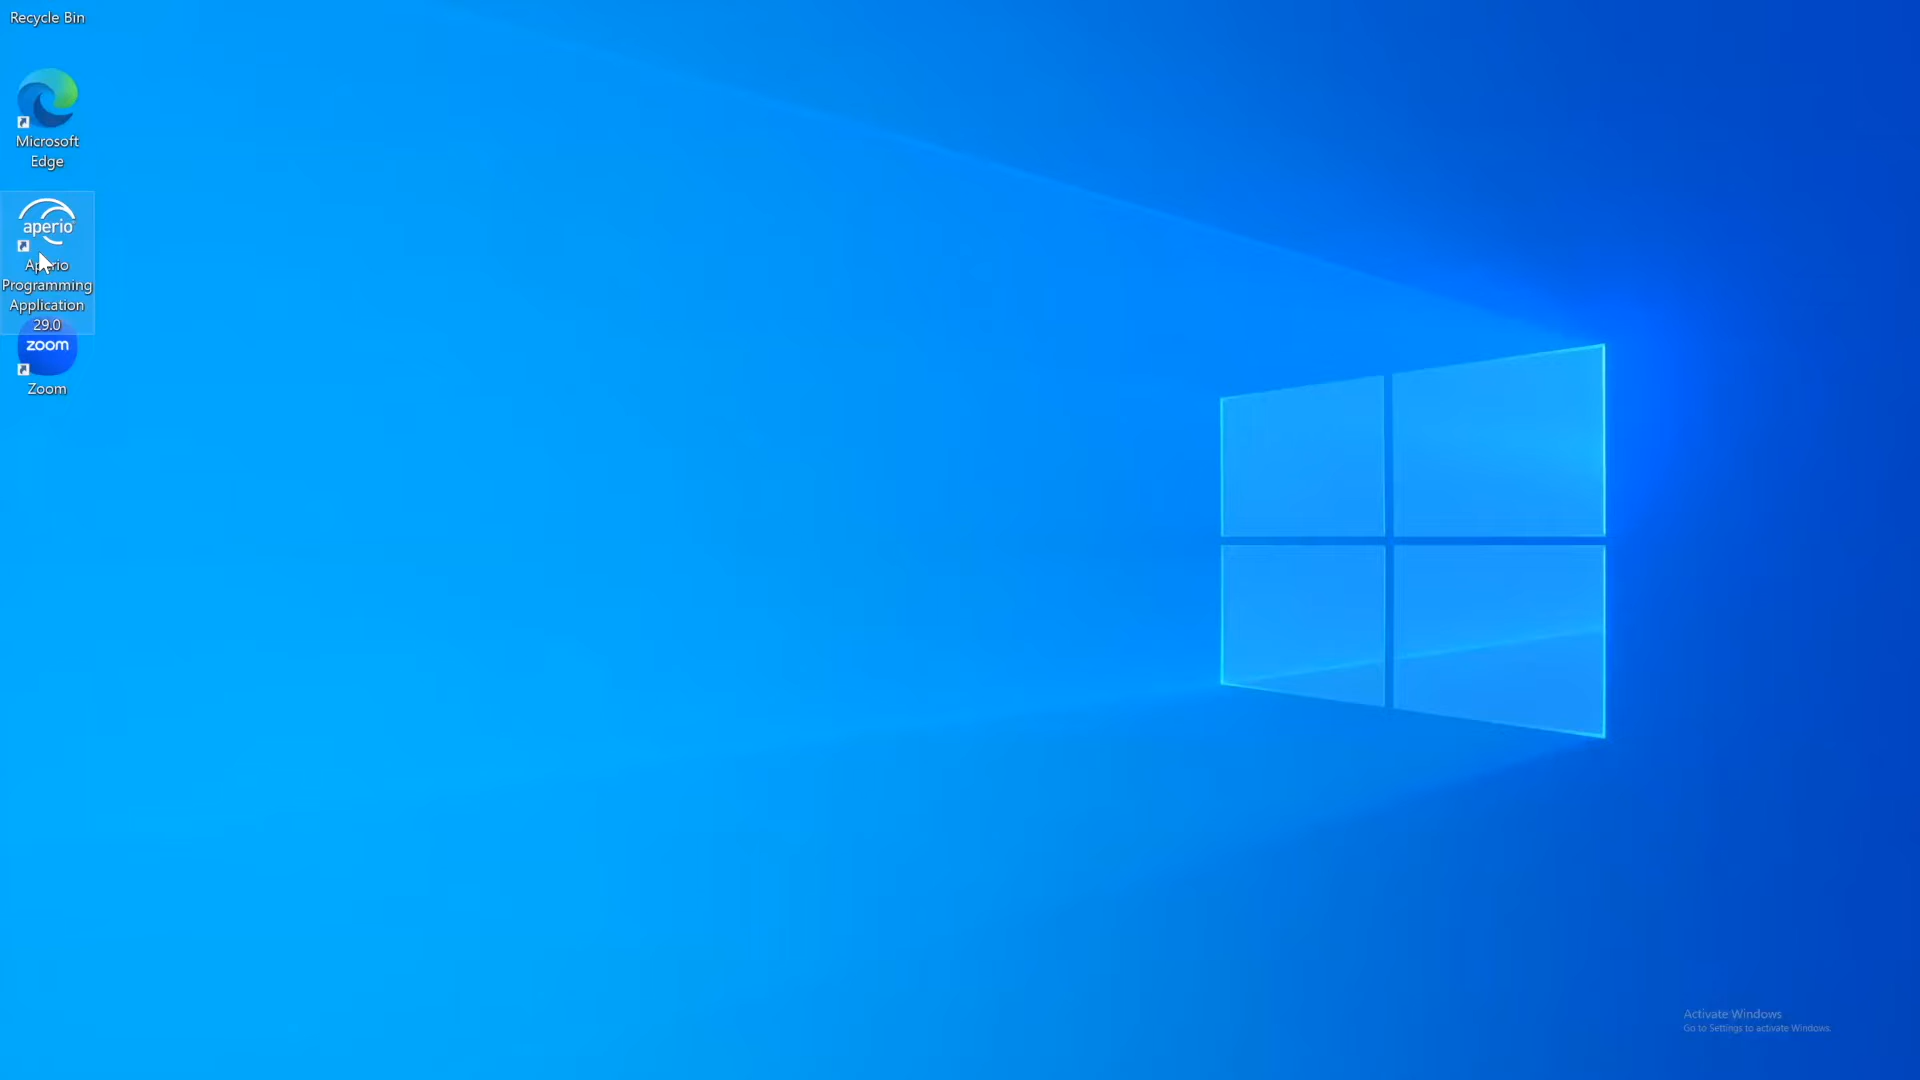 Recycle Bin
Microsoft
Edge
aperio
Aperio
Programming
Application
29.0
zoom
Zoom
Activate Windows
Go to Settings to activate Windows.